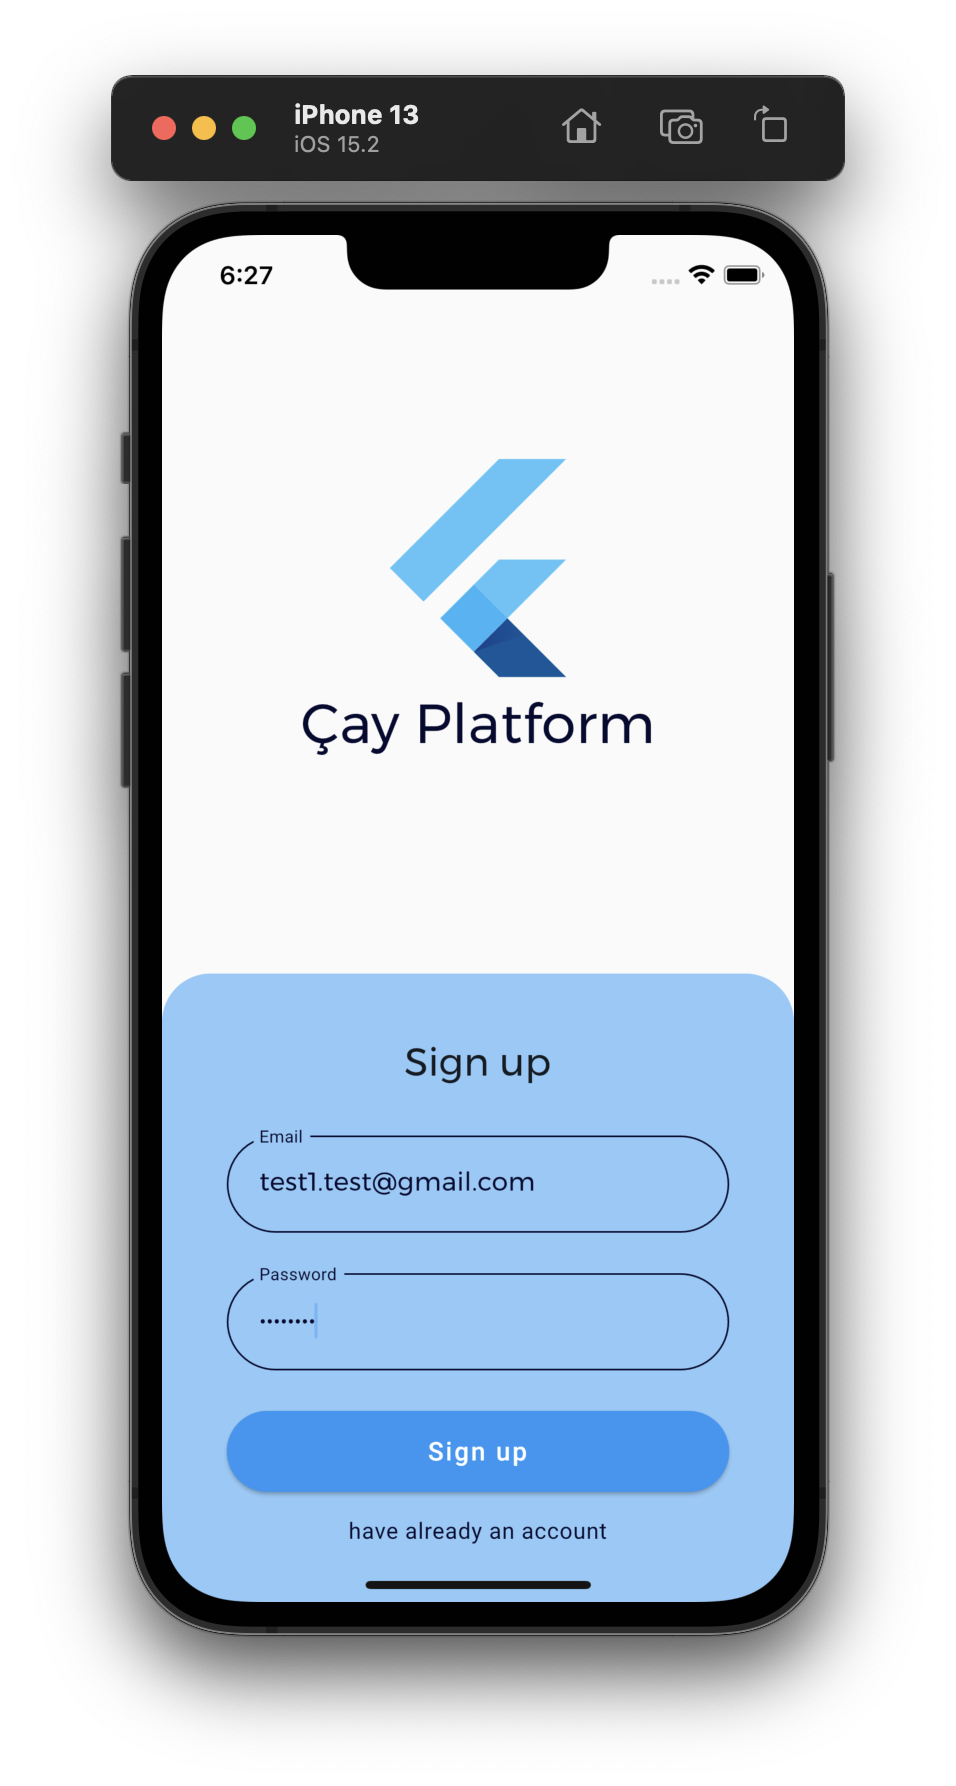 iPhone 13
iOS 15.2
6:27
Çay Platform
Sign up
Email
test1.test@gmail.com
Password
••••••••
Sign up
have already an account